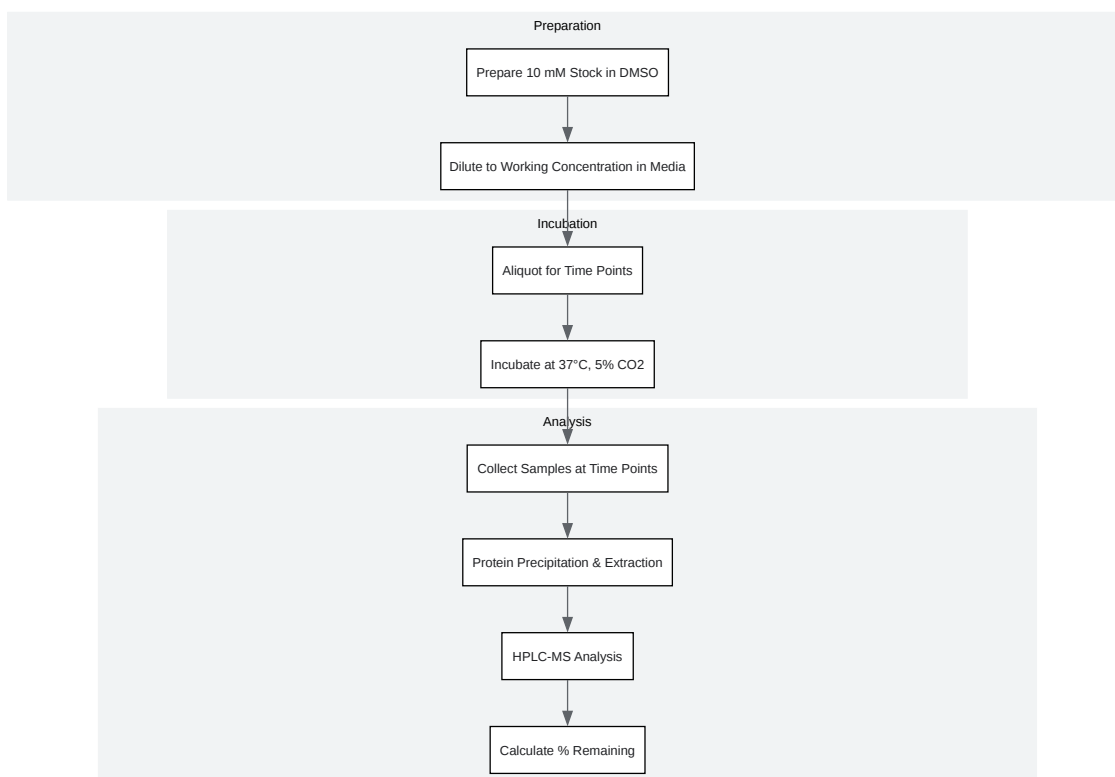 Preparation
Prepare 10 mM Stock in DMSO
Dilute to Working Concentration in Media
Incubation
Aliquot for Time Points
Incubate at 37°C, 5% CO2
Analysis
Collect Samples at Time Points
Protein Precipitation & Extraction
HPLC-MS Analysis
Calculate % Remaining